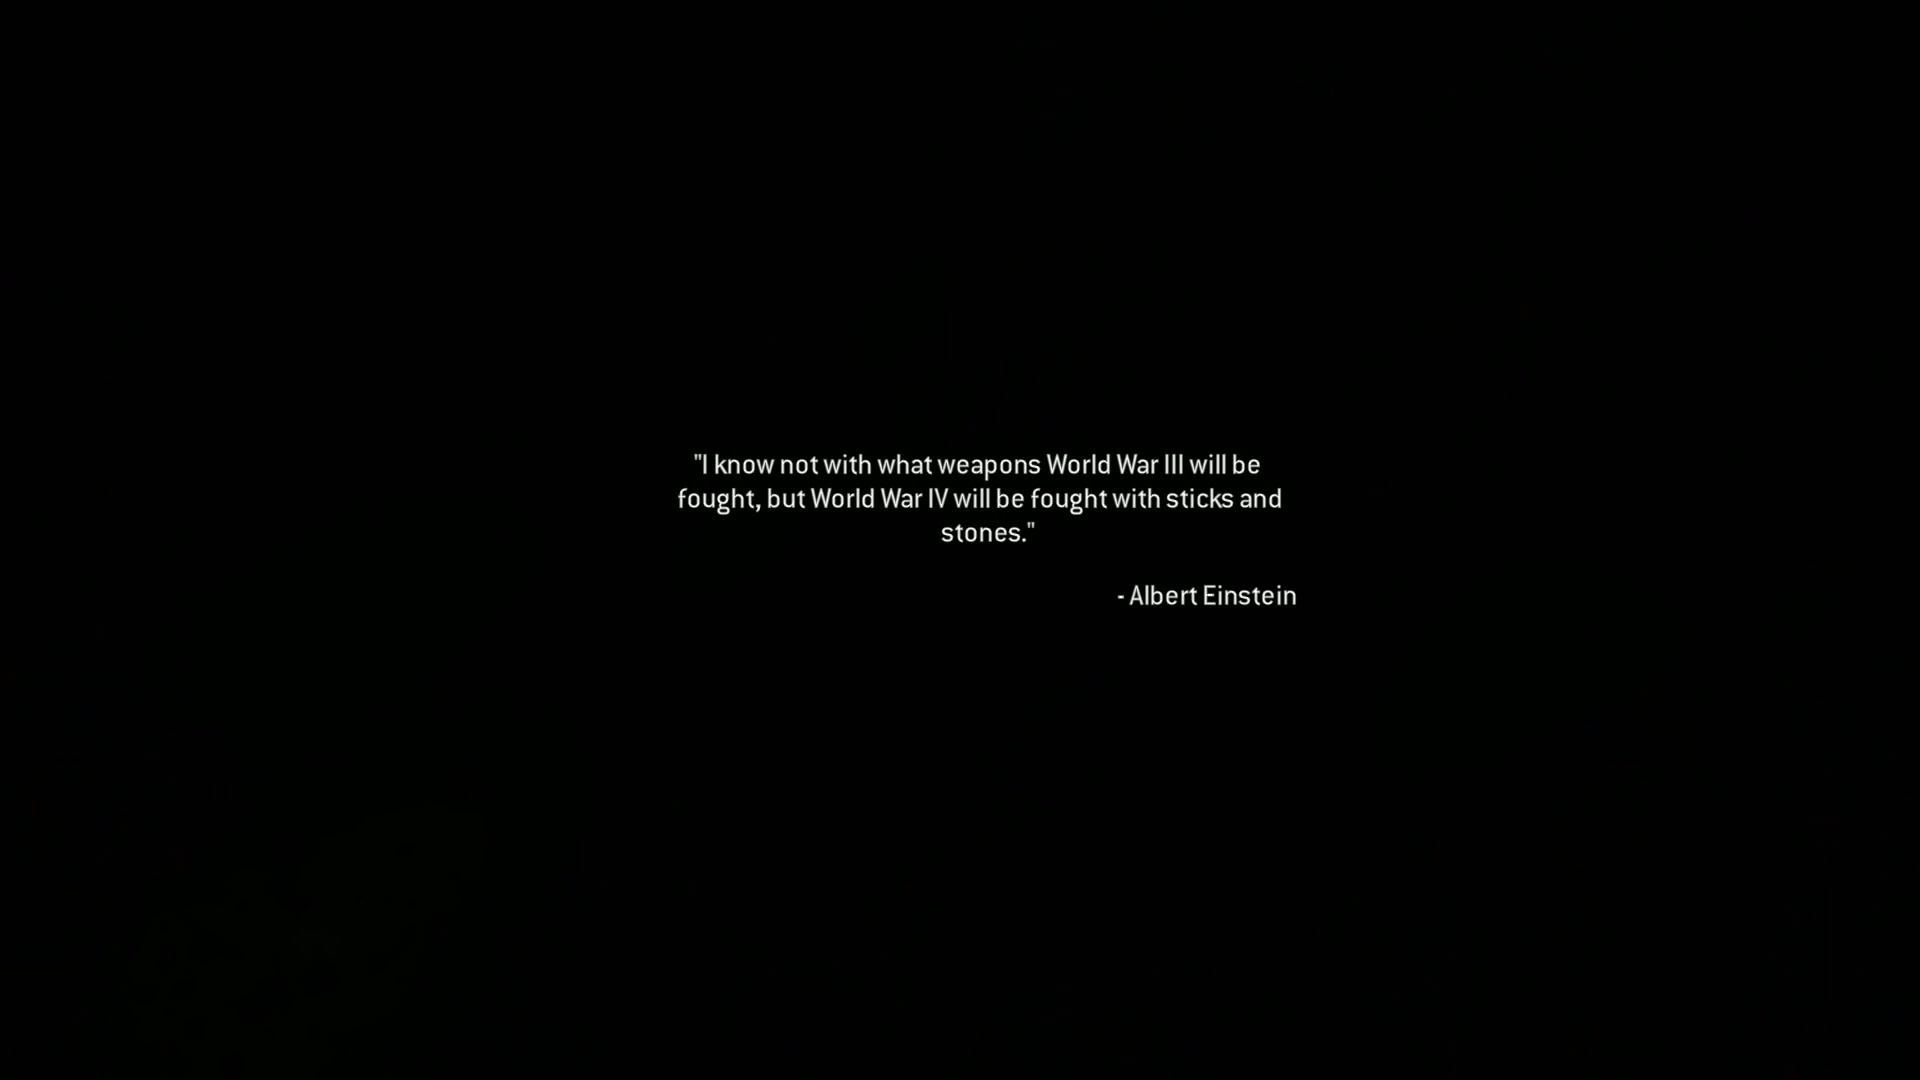 "I know not with what weapons World War III will be
fought, but World War IV will be fought with sticks and
stones."
- Albert Einstein